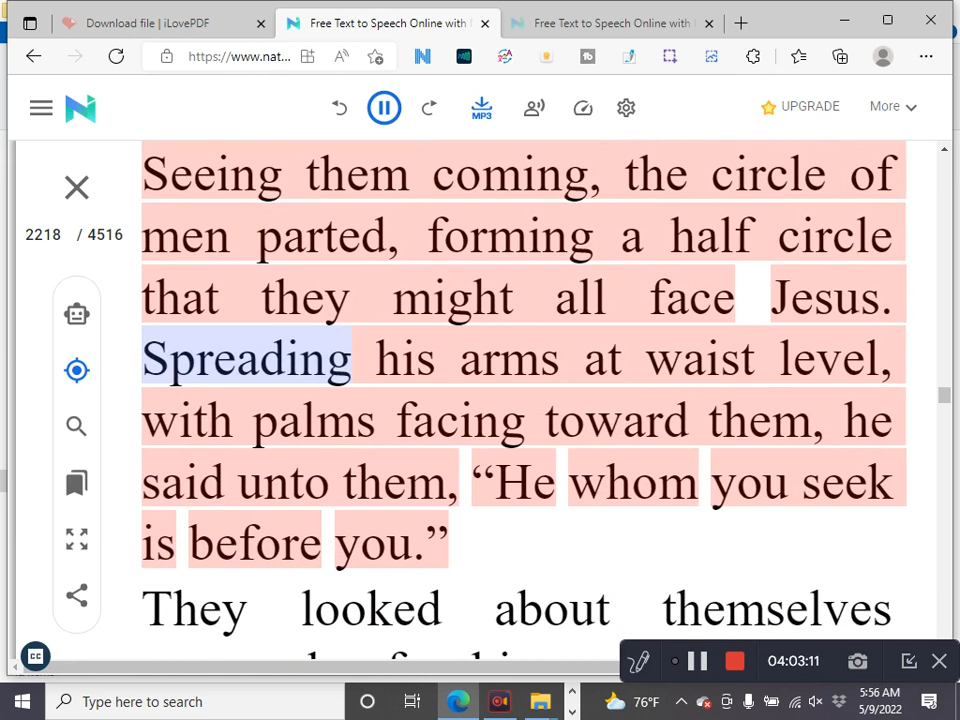 Download file | iLovePDF
Free Text to Speech Online with
Free Text to Speech Online with
https://www.nat...
MP3
UPGRADE
More
2218 / 4516
Seeing them coming, the circle of
men parted, forming a half circle
that they might all face Jesus.
Spreading his arms at waist level,
with palms facing toward them, he
said unto them, “He whom you seek
is before you.”
They looked about themselves
CC
04:03:11
Type here to search
76°F
5:56 AM
5/9/2022